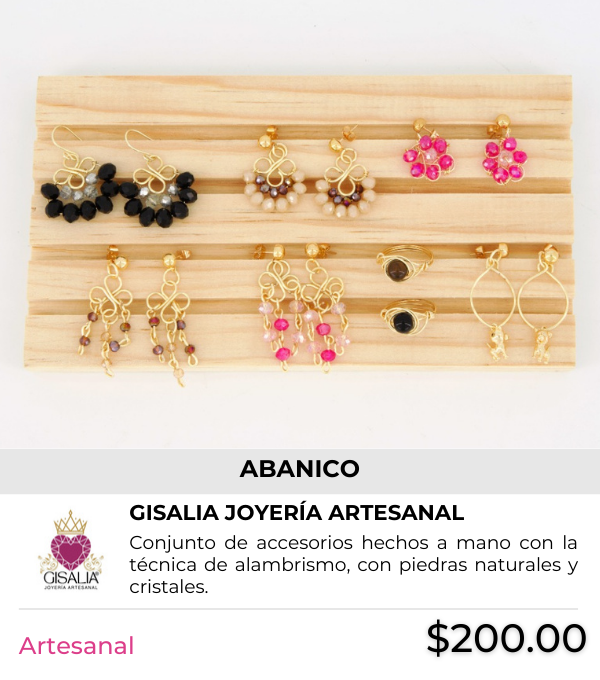 ABANICO
GISALIA JOYERÍA ARTESANAL
Conjunto de accesorios hechos a mano con la
técnica de alambrismo, con piedras naturales y
cristales.
GISALIA
JOYERÍA ARTESANAL
Artesanal
$200.00